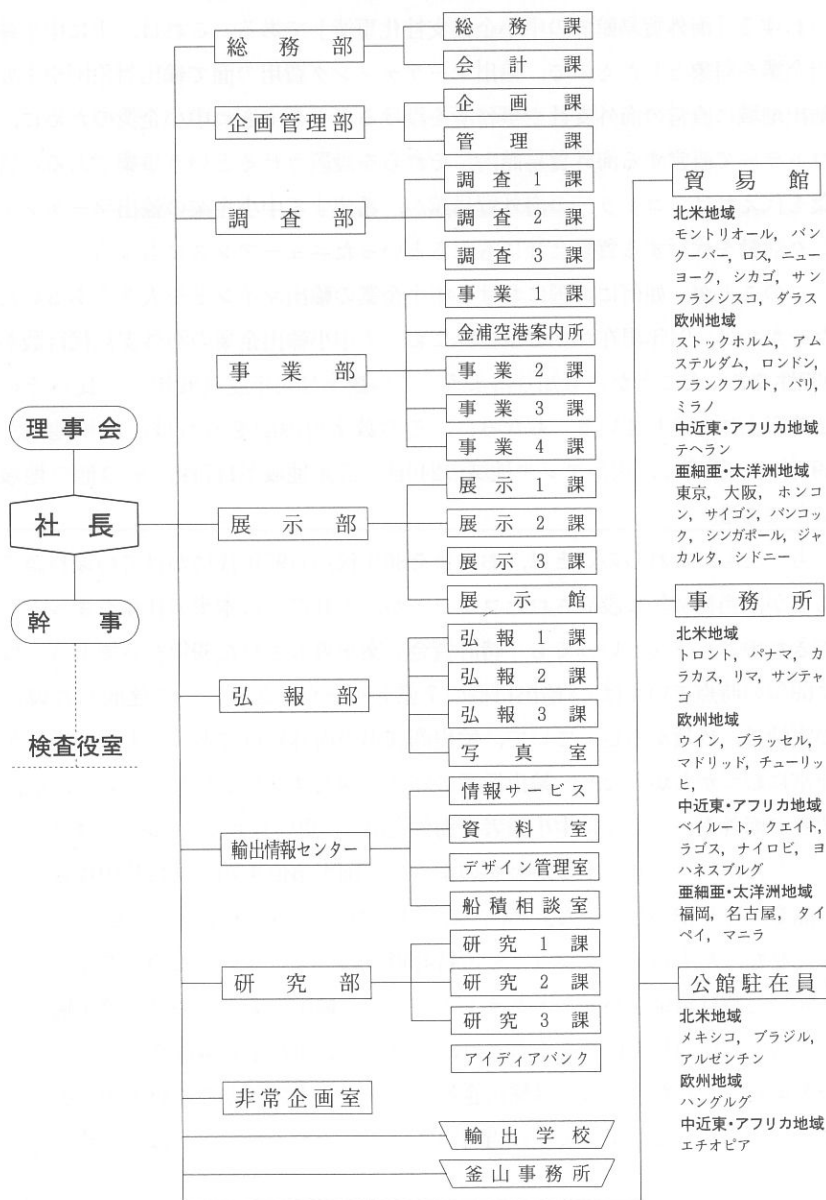 理事会
社長
幹事
検査役室
総務部
総務課
会計課
企画管理部
企画課
管理課
調査部
調査1課
調査2課
調査3課
事業部
事業1課
金浦空港案内所
事業2課
事業3課
事業4課
展示部
展示1課
展示2課
展示3課
展示館
弘報部
弘報1課
弘報2課
弘報3課
写真室
輸出情報センター
情報サービス
資料室
デザイン管理室
船積相談室
研究部
研究1課
研究2課
研究3課
アイディアバンク
非常企画室
輸出学校
釜山事務所
貿易館
北米地域
モントリオール, バン
クーバー, ロス, ニュー
ヨーク, シカゴ, サン
フランシスコ, ダラス
欧州地域
ストックホルム, アム
ステルダム, ロンドン,
フランクフルト, パリ,
ミラノ
中近東・アフリカ地域
テヘラン
亜細亜・太洋洲地域
東京, 大阪, ホンコ
ン, サイゴン, バンコッ
ク, シンガポール, ジャ
カルタ, シドニー
事務所
北米地域
トロント, パナマ, カ
ラカス, リマ, サンチャ
ゴ
欧州地域
ウイン, ブラッセル,
マドリッド, チューリッ
ヒ,
中近東・アフリカ地域
ベイルート, クエイト,
ラゴス, ナイロビ, ヨ
ハネスブルグ
亜細亜・太洋洲地域
福岡, 名古屋, タイ
ペイ, マニラ
公館駐在員
北米地域
メキシコ, ブラジル,
アルゼンチン
欧州地域
ハングルグ
中近東・アフリカ地域
エチオピア